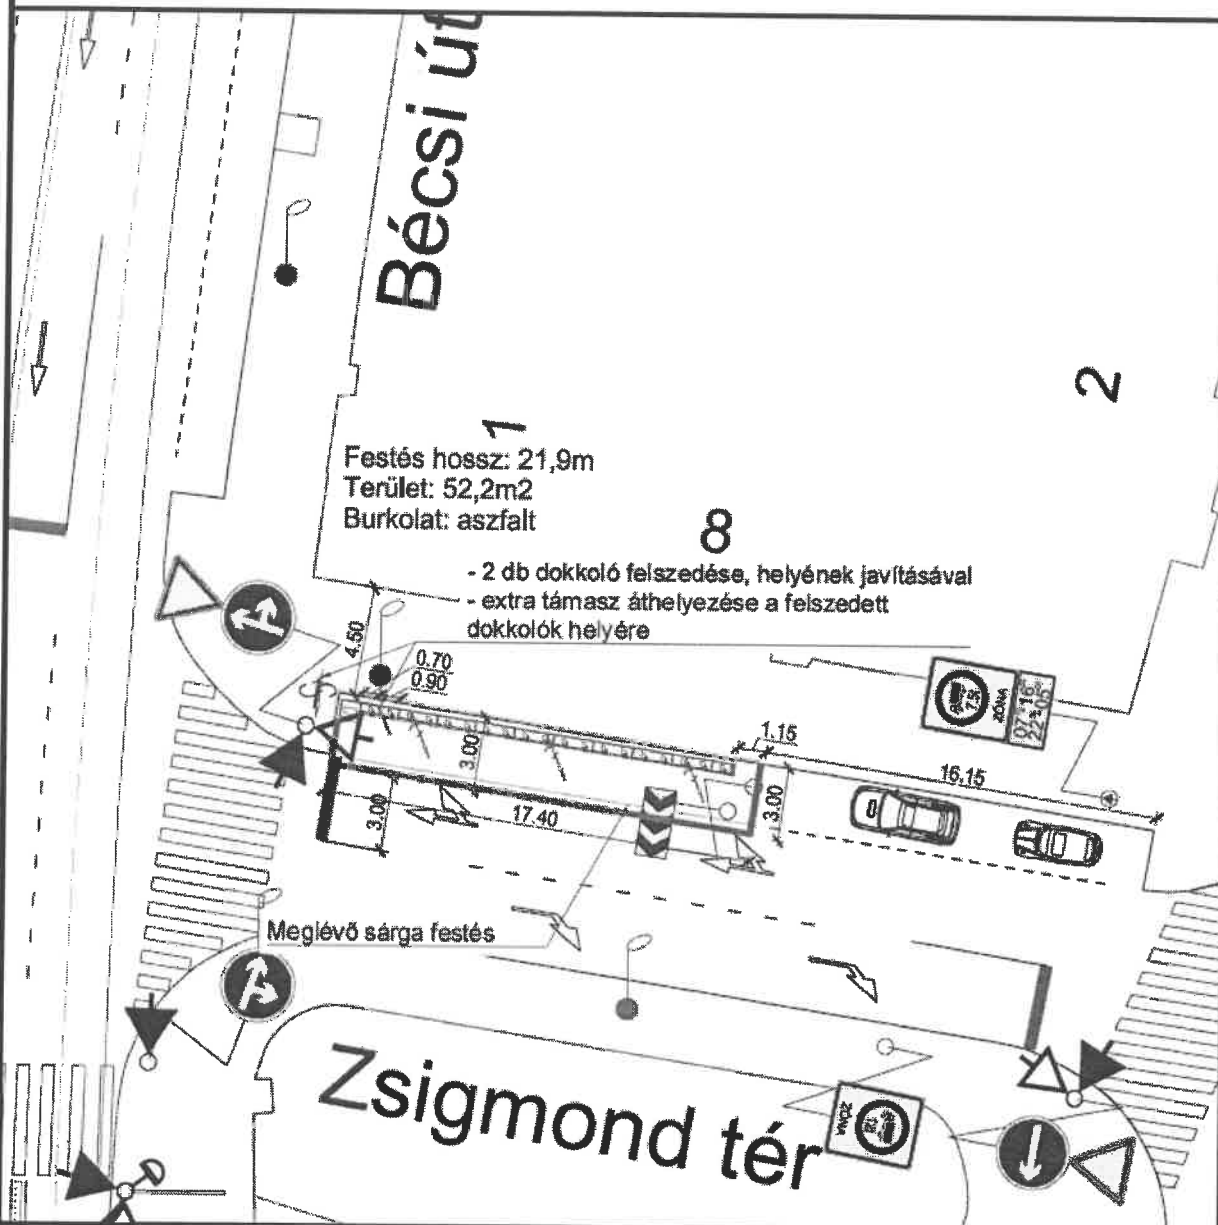 Bécsi út
2
1
Festés hossz: 21,9m
Terület: 52,2m2
Burkolat: aszfalt
8
- 2 db dokkoló felszedése, helyének javításával
- extra támasz áthelyezése a felszedett
dokkolók helyére
4.50
0.70
0.90
ZÓNA
1.15
16.15
3.00
3.00
3.00
17.40
Meglévő sárga festés
Zsigmond tér
ZÓNA